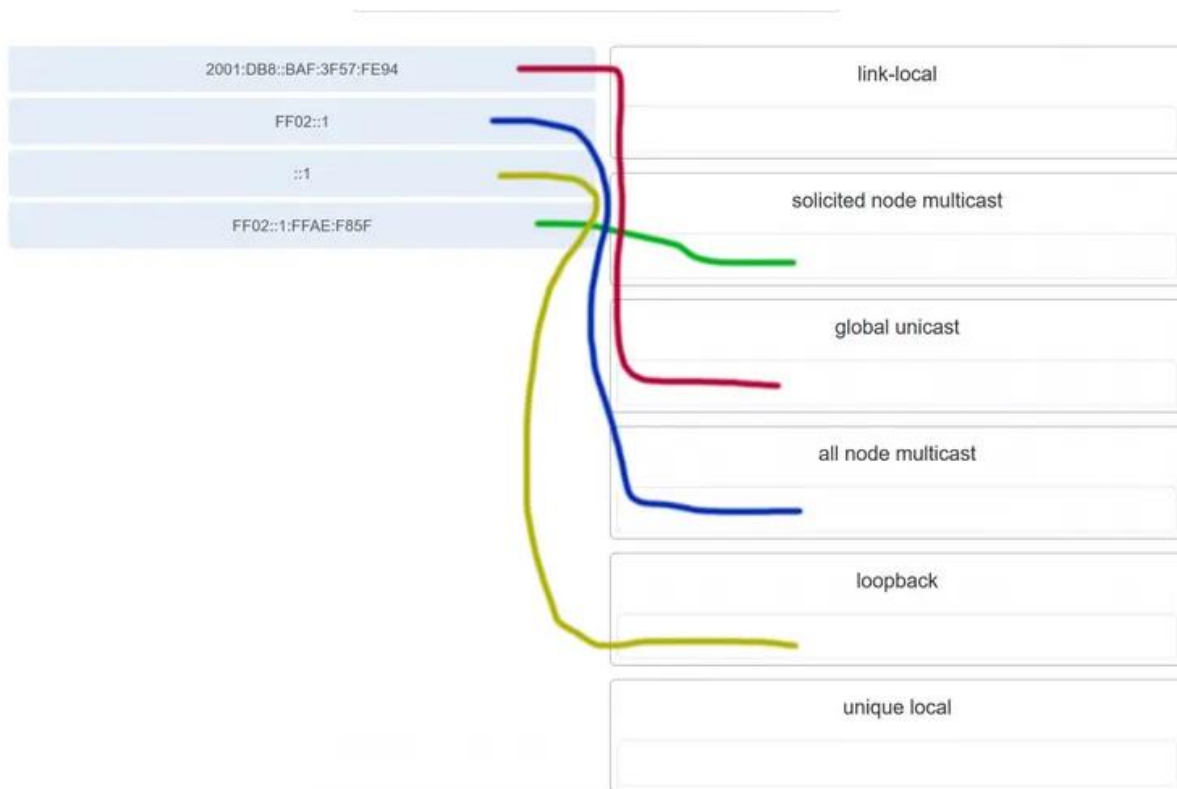 2001:DB8::BAF:3F57:FE94
FF02::1
::1
FF02::1:FFAE:F85F
link-local
solicited node multicast
global unicast
all node multicast
loopback
unique local